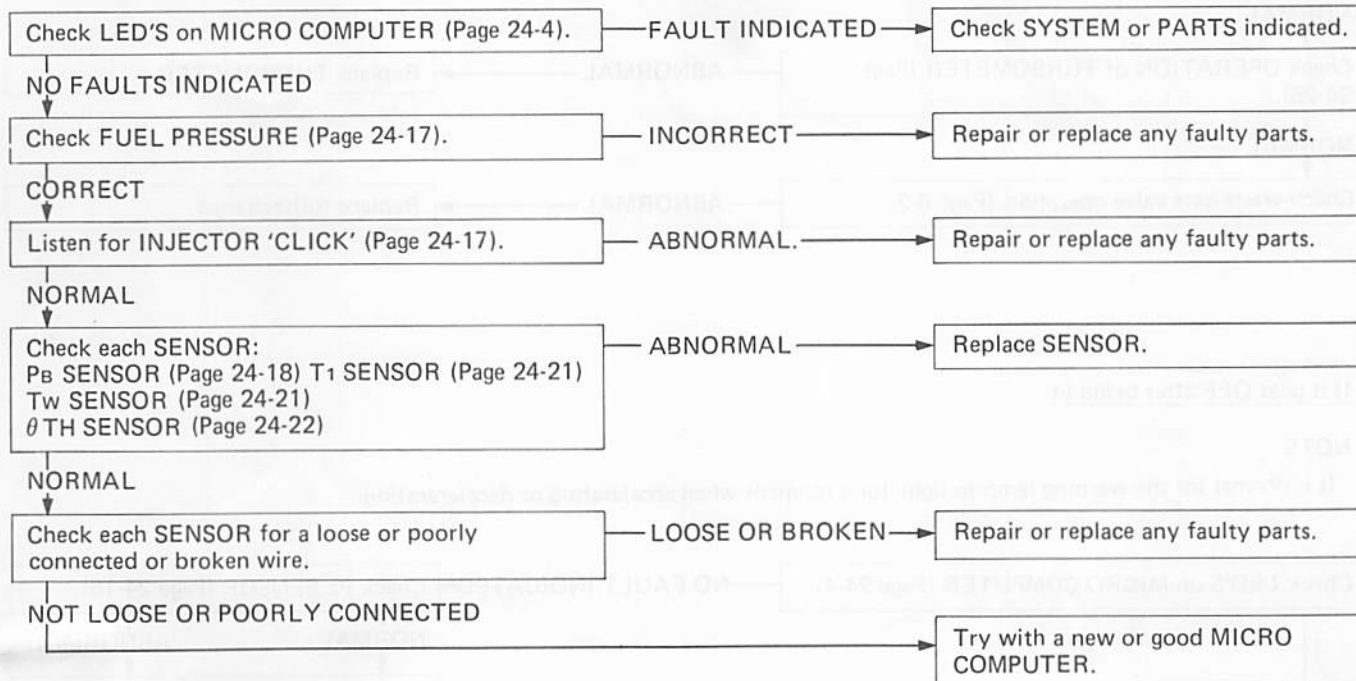 Check LED'S on MICRO COMPUTER (Page 24-4).
FAULT INDICATED
Check SYSTEM or PARTS indicated.
NO FAULTS INDICATED
Check FUEL PRESSURE (Page 24-17).
INCORRECT
Repair or replace any faulty parts.
CORRECT
Listen for INJECTOR 'CLICK' (Page 24-17).
ABNORMAL.
Repair or replace any faulty parts.
NORMAL
Check each SENSOR:
PB SENSOR (Page 24-18) T1 SENSOR (Page 24-21)
TW SENSOR (Page 24-21)
θ TH SENSOR (Page 24-22)
ABNORMAL
Replace SENSOR.
NORMAL
Check each SENSOR for a loose or poorly
connected or broken wire.
LOOSE OR BROKEN
Repair or replace any faulty parts.
NOT LOOSE OR POORLY CONNECTED
Try with a new or good MICRO
COMPUTER.